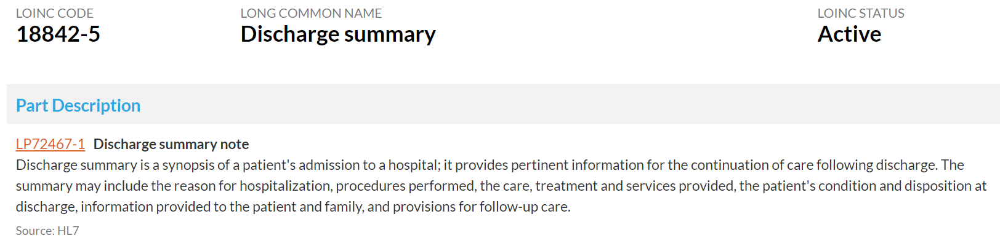 LOINC CODE LONG COMMON NAME LOINC STATUS
18842-5 Discharge summary Active
Part Description
LP72467-1 Discharge summary note
Discharge summary is a synopsis of a patient's admission to a hospital; it provides pertinent information for the continuation of care following discharge. The
summary may include the reason for hospitalization, procedures performed, the care, treatment and services provided, the patient's condition and disposition at
discharge, information provided to the patient and family, and provisions for follow-up care.
Source: HL7